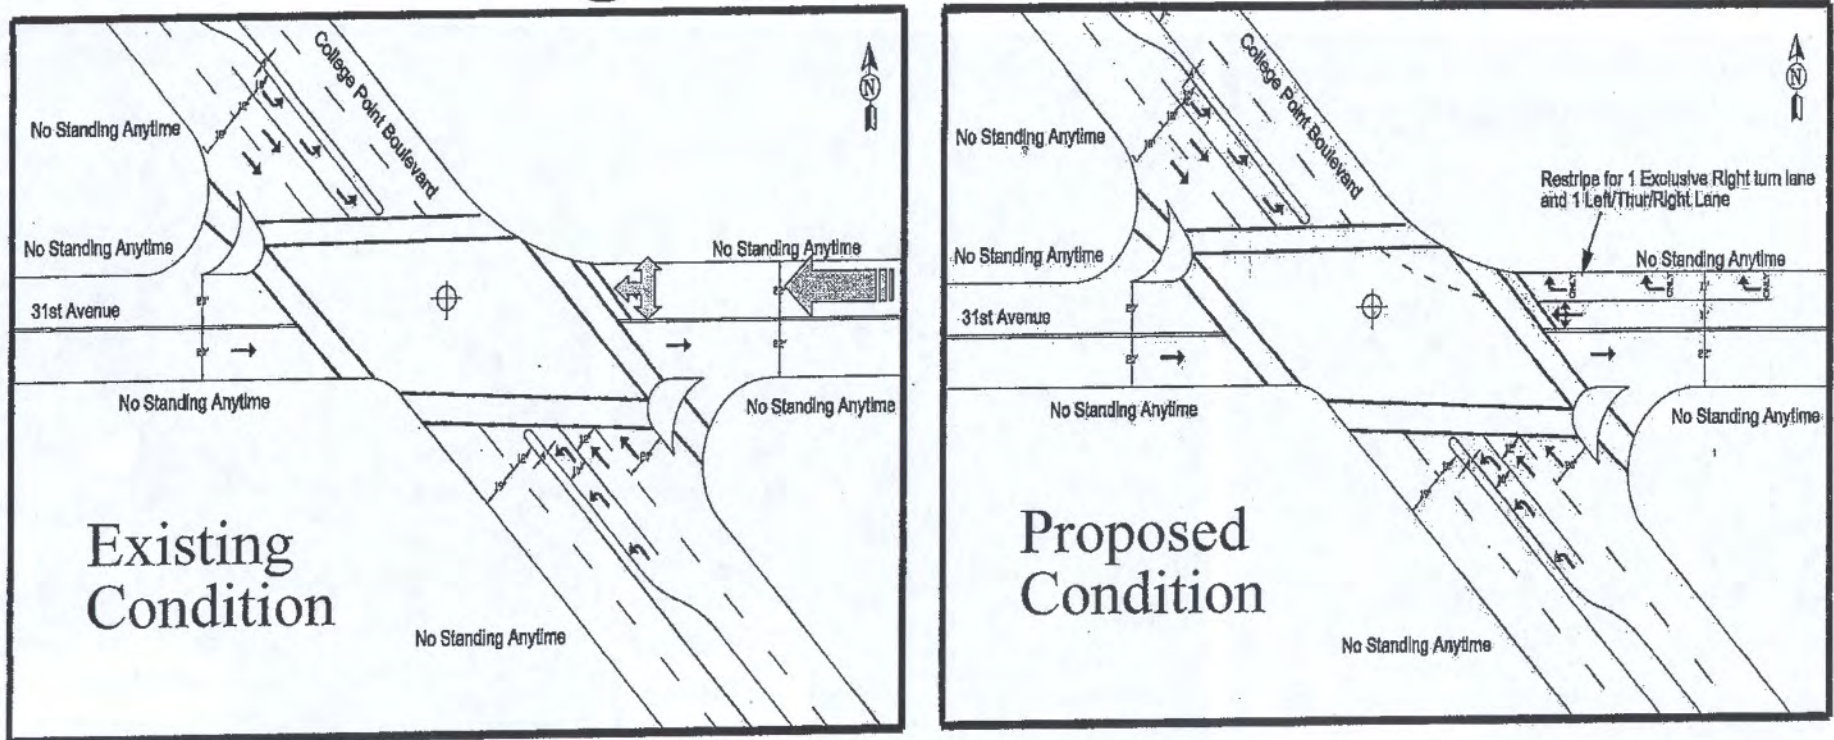 College Point Boulevard
N
No Standing Anytime
No Standing Anytime
No Standing Anytime
31st Avenue
No Standing Anytime
No Standing Anytime
Existing
Condition
No Standing Anytime
College Point Boulevard
N
No Standing Anytime
Restripe for 1 Exclusive Right turn lane
and 1 Left/Thur/Right Lane
No Standing Anytime
No Standing Anytime
31st Avenue
No Standing Anytime
No Standing Anytime
Proposed
Condition
No Standing Anytime